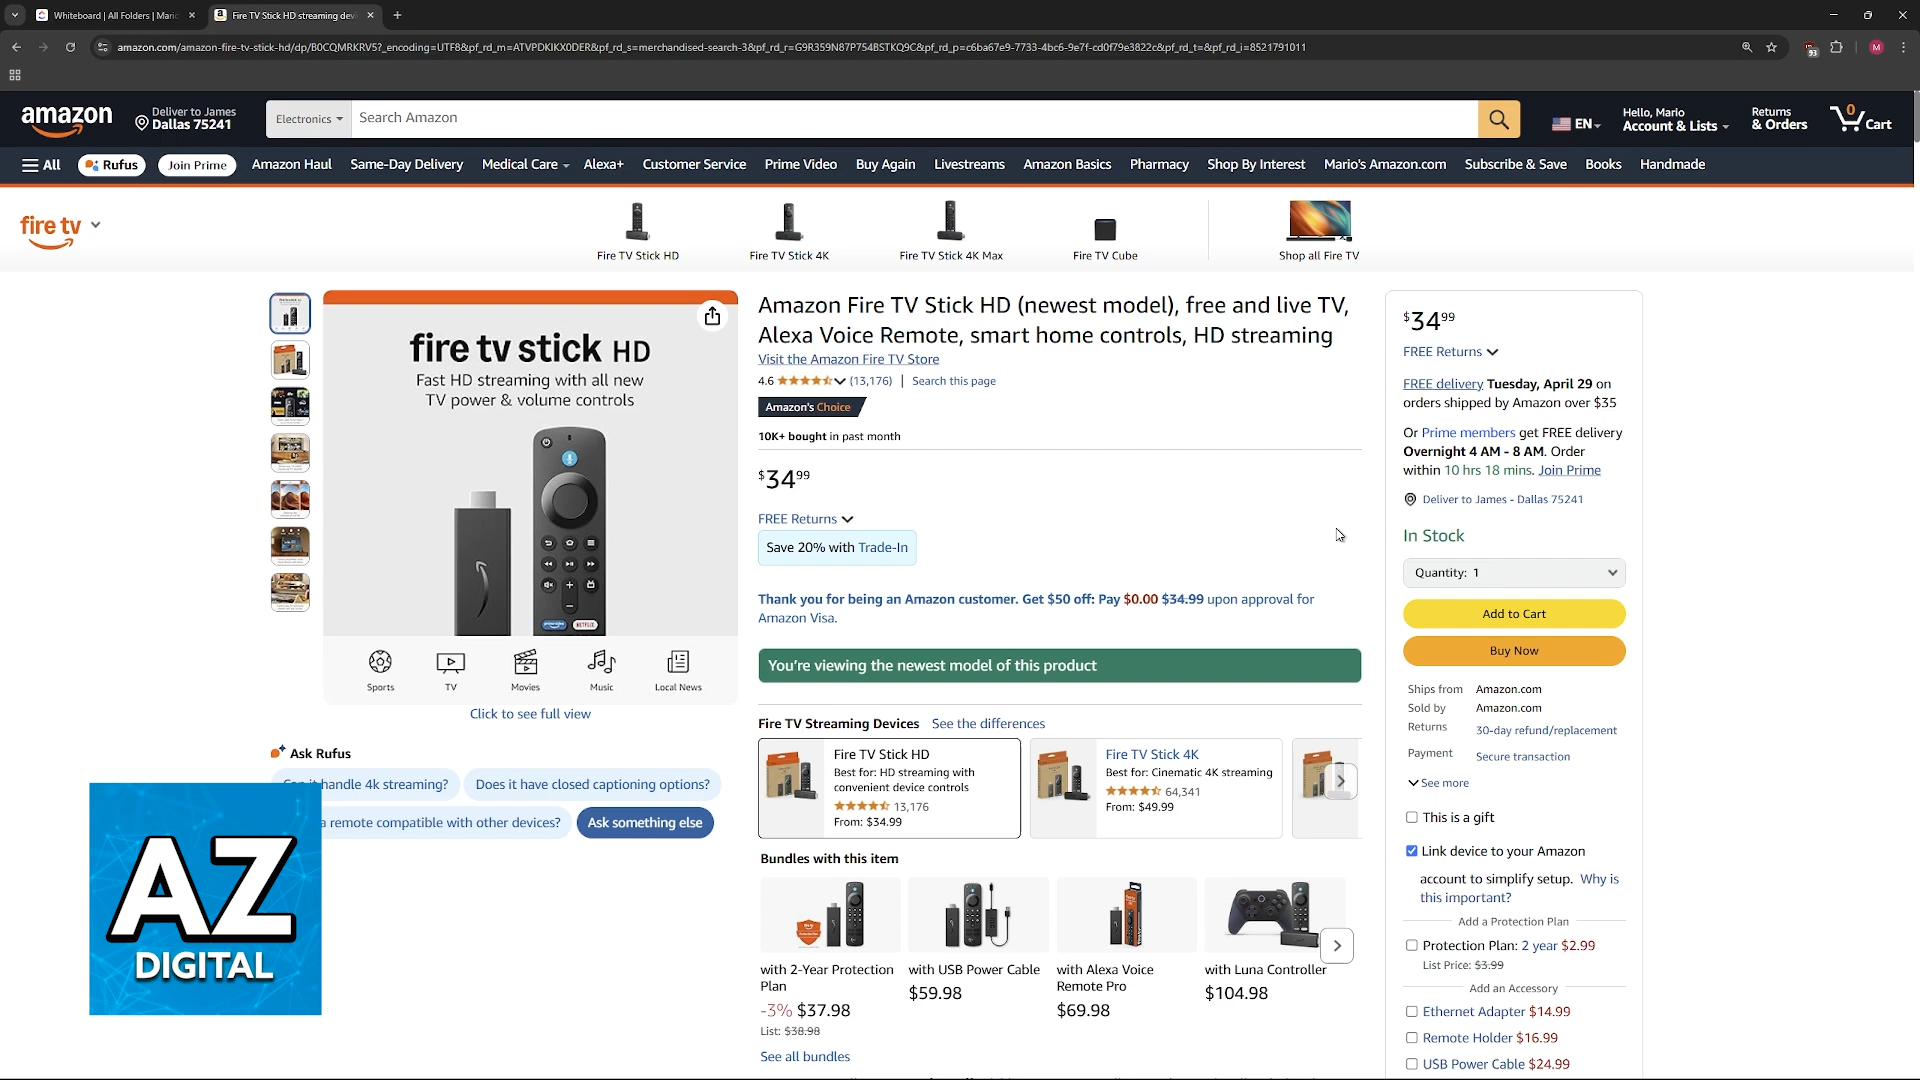 Whiteboard | All Folders | Mari
Fire TV Stick HD streaming devi
amazon.com/amazon-fire-tv-stick-hd/dp/B0CQMRKRV5?_encoding=UTF8&pf_rd_m=ATVPDKIKX0DER&pf_rd_s=merchandised-search-3&pf_rd_r=G9R359N87P754BSTKQ9C&pf_rd_p=c6ba67e9-7733-4bc6-9e7f-cd0f79e3822c&pf_rd_t=&pf_rd_i=8521791011
93
M
amazon
Deliver to James
Dallas 75241
Electronics
Search Amazon
EN
Hello, Mario
Account & Lists
Returns
& Orders
0
Cart
All
Rufus
Join Prime
Amazon Haul
Same-Day Delivery
Medical Care
Alexa+
Customer Service
Prime Video
Buy Again
Livestreams
Amazon Basics
Pharmacy
Shop By Interest
Mario's Amazon.com
Subscribe & Save
Books
Handmade
fire tv
Fire TV Stick HD
Fire TV Stick 4K
Fire TV Stick 4K Max
Fire TV Cube
Shop all Fire TV
fire tv stick HD
Fast HD streaming with all new
TV power & volume controls
prime video
NETFLIX
Sports
TV
Movies
Music
Local News
Click to see full view
Ask Rufus
Can it handle 4k streaming?
Does it have closed captioning options?
a remote compatible with other devices?
Ask something else
AZ
DIGITAL
Amazon Fire TV Stick HD (newest model), free and live TV,
Alexa Voice Remote, smart home controls, HD streaming
Visit the Amazon Fire TV Store
4.6
(13,176) | Search this page
Amazon's Choice
10K+ bought in past month
$34 99
FREE Returns
Save 20% with Trade-In
Thank you for being an Amazon customer. Get $50 off: Pay $0.00 $34.99 upon approval for
Amazon Visa.
You're viewing the newest model of this product
Fire TV Streaming Devices See the differences
Fire TV Stick HD
Best for: HD streaming with
convenient device controls
13,176
From: $34.99
Fire TV Stick 4K
Best for: Cinematic 4K streaming
64,341
From: $49.99
Bundles with this item
with 2-Year Protection
Plan
-3% $37.98
List: $38.98
with USB Power Cable
$59.98
with Alexa Voice
Remote Pro
$69.98
with Luna Controller
$104.98
See all bundles
$34 99
FREE Returns
FREE delivery Tuesday, April 29 on
orders shipped by Amazon over $35
Or Prime members get FREE delivery
Overnight 4 AM - 8 AM. Order
within 10 hrs 18 mins. Join Prime
Deliver to James - Dallas 75241
In Stock
Quantity: 1
Add to Cart
Buy Now
Ships from Amazon.com
Sold by Amazon.com
Returns 30-day refund/replacement
Payment Secure transaction
See more
This is a gift
Link device to your Amazon
account to simplify setup. Why is
this important?
Add a Protection Plan
Protection Plan: 2 year $2.99
List Price: $3.99
Add an Accessory
Ethernet Adapter $14.99
Remote Holder $16.99
USB Power Cable $24.99